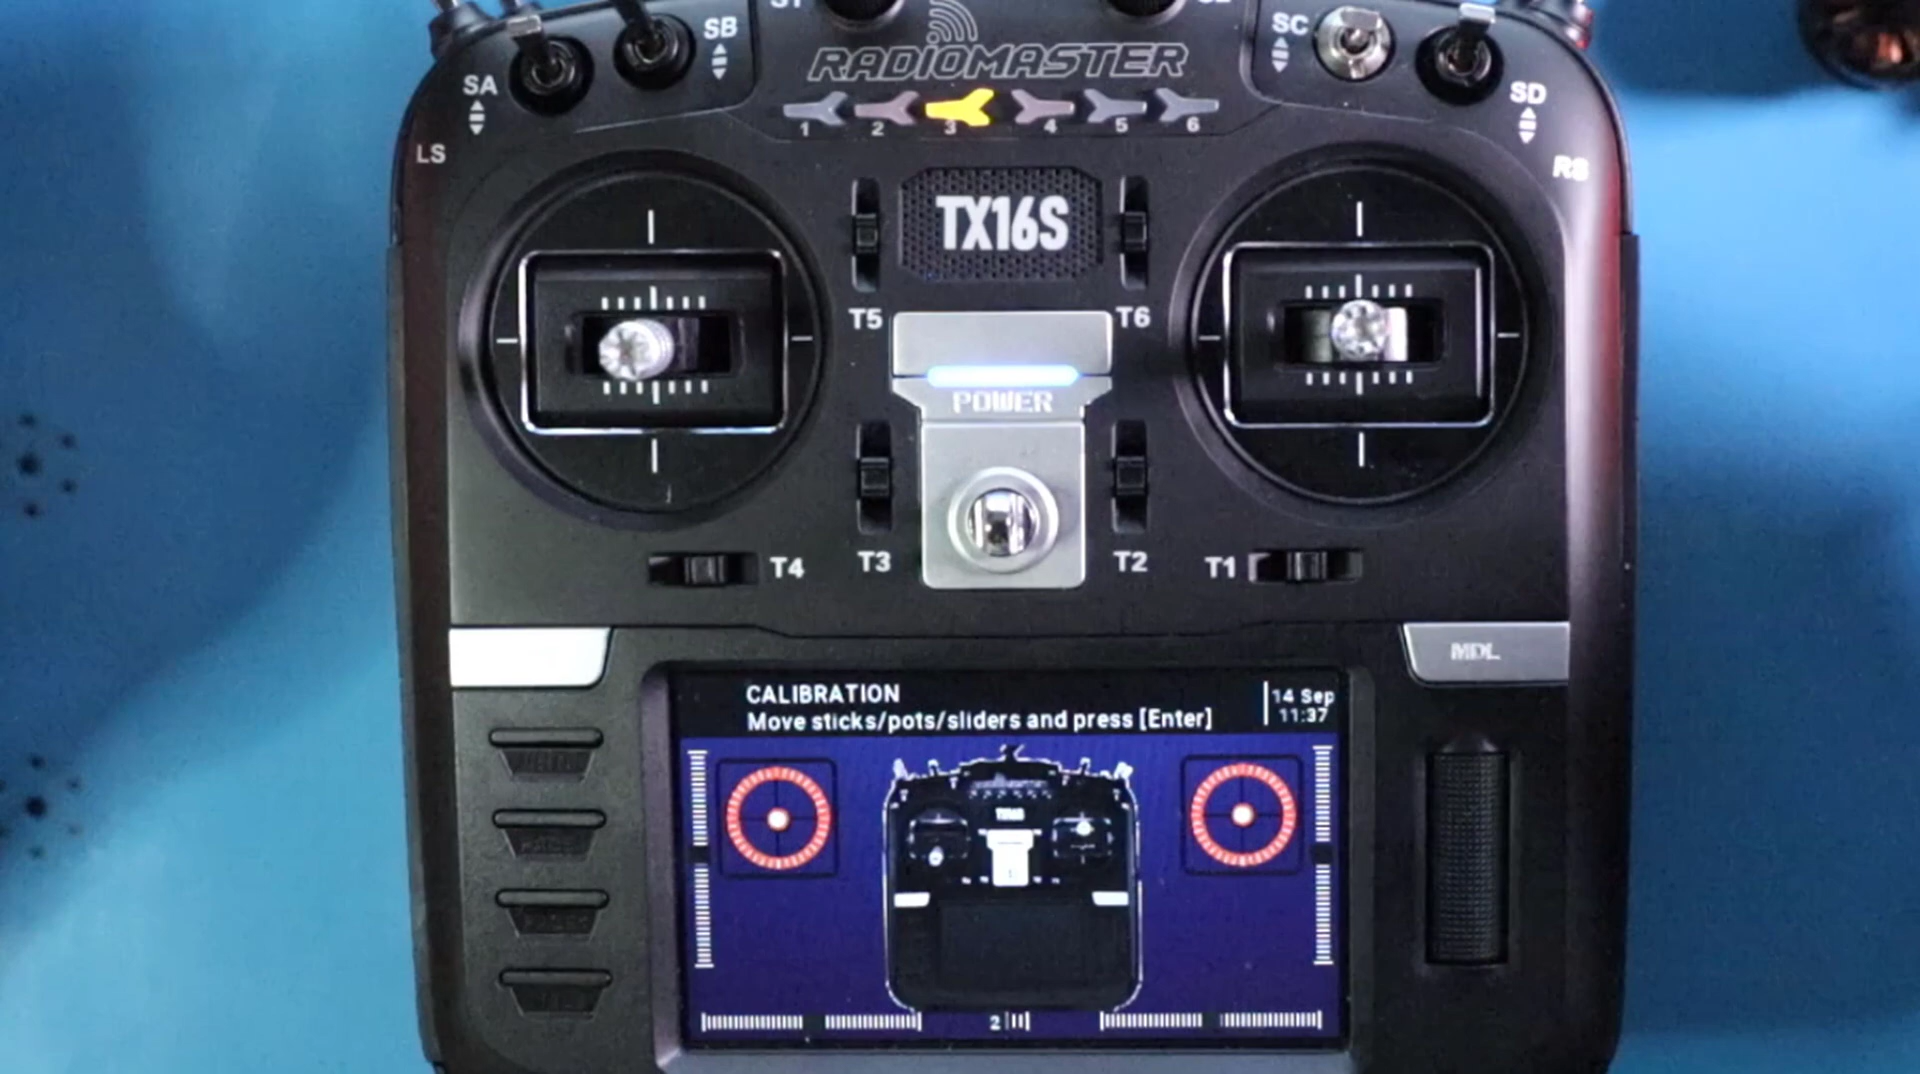 SB
SC
RADIOMASTER
SA
SD
1 2 3 4 5 6
LS
RS
TX16S
T5
T6
POWER
T4
T3
T2
T1
MDL
CALIBRATION
Move sticks/pots/sliders and press [Enter]
14 Sep
11:37
2